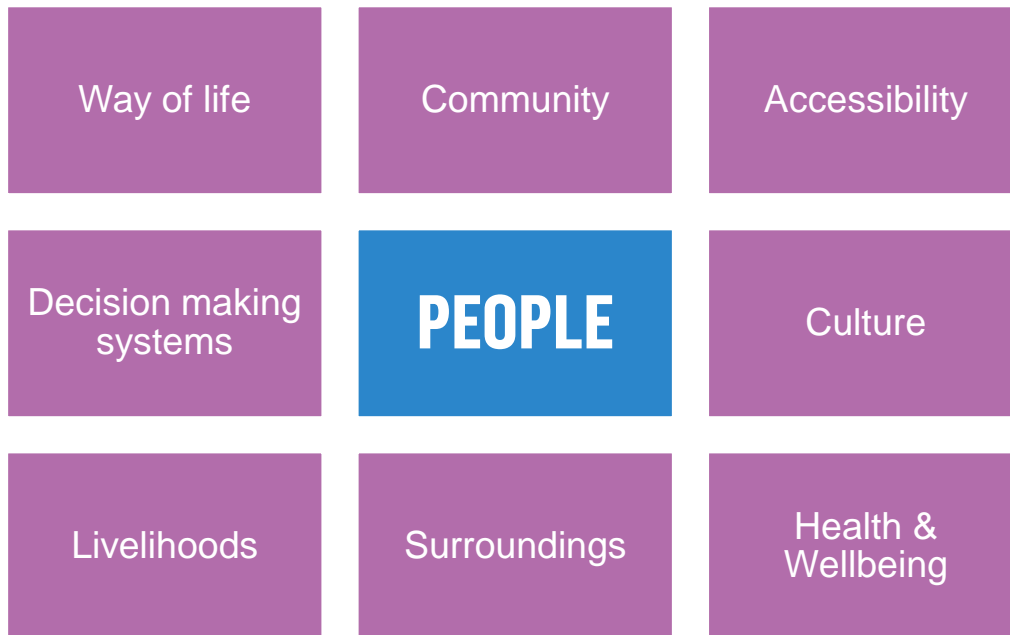 Way of life
Community
Accessibility
Decision making
systems
PEOPLE
Culture
Livelihoods
Surroundings
Health &
Wellbeing